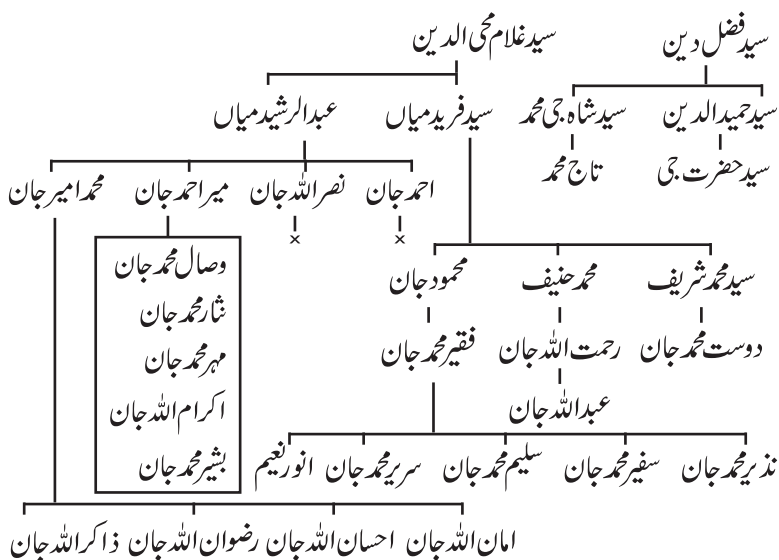 سید فضل دین سید غلام محی الدین
سید حمید الدین سید شاہ جی محمد سید فرید میاں عبدالرشید میاں
سید حضرت جی تاج محمد
احمد جان نصر اللہ جان میر احمد جان محمد امیر جان
× ×
سید محمد شریف محمد حنیف محمود جان
دوست محمد جان رحمت اللہ جان فقیر محمد جان
عبداللہ جان
وصال محمد جان
نثار محمد جان
مہر محمد جان
اکرام اللہ جان
بشیر محمد جان
نذیر محمد جان سفیر محمد جان سلیم محمد جان سریر محمد جان انور نعیم
امان اللہ جان احسان اللہ جان رضوان اللہ جان ذاکر اللہ جان